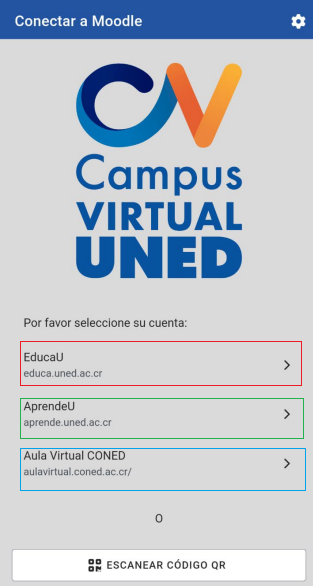 Conectar a Moodle
Campus
VIRTUAL
UNED
Por favor seleccione su cuenta:
EducaU
educa.uned.ac.cr
AprendeU
aprende.uned.ac.cr
Aula Virtual CONED
aulavirtual.coned.ac.cr/
O
ESCANEAR CÓDIGO QR